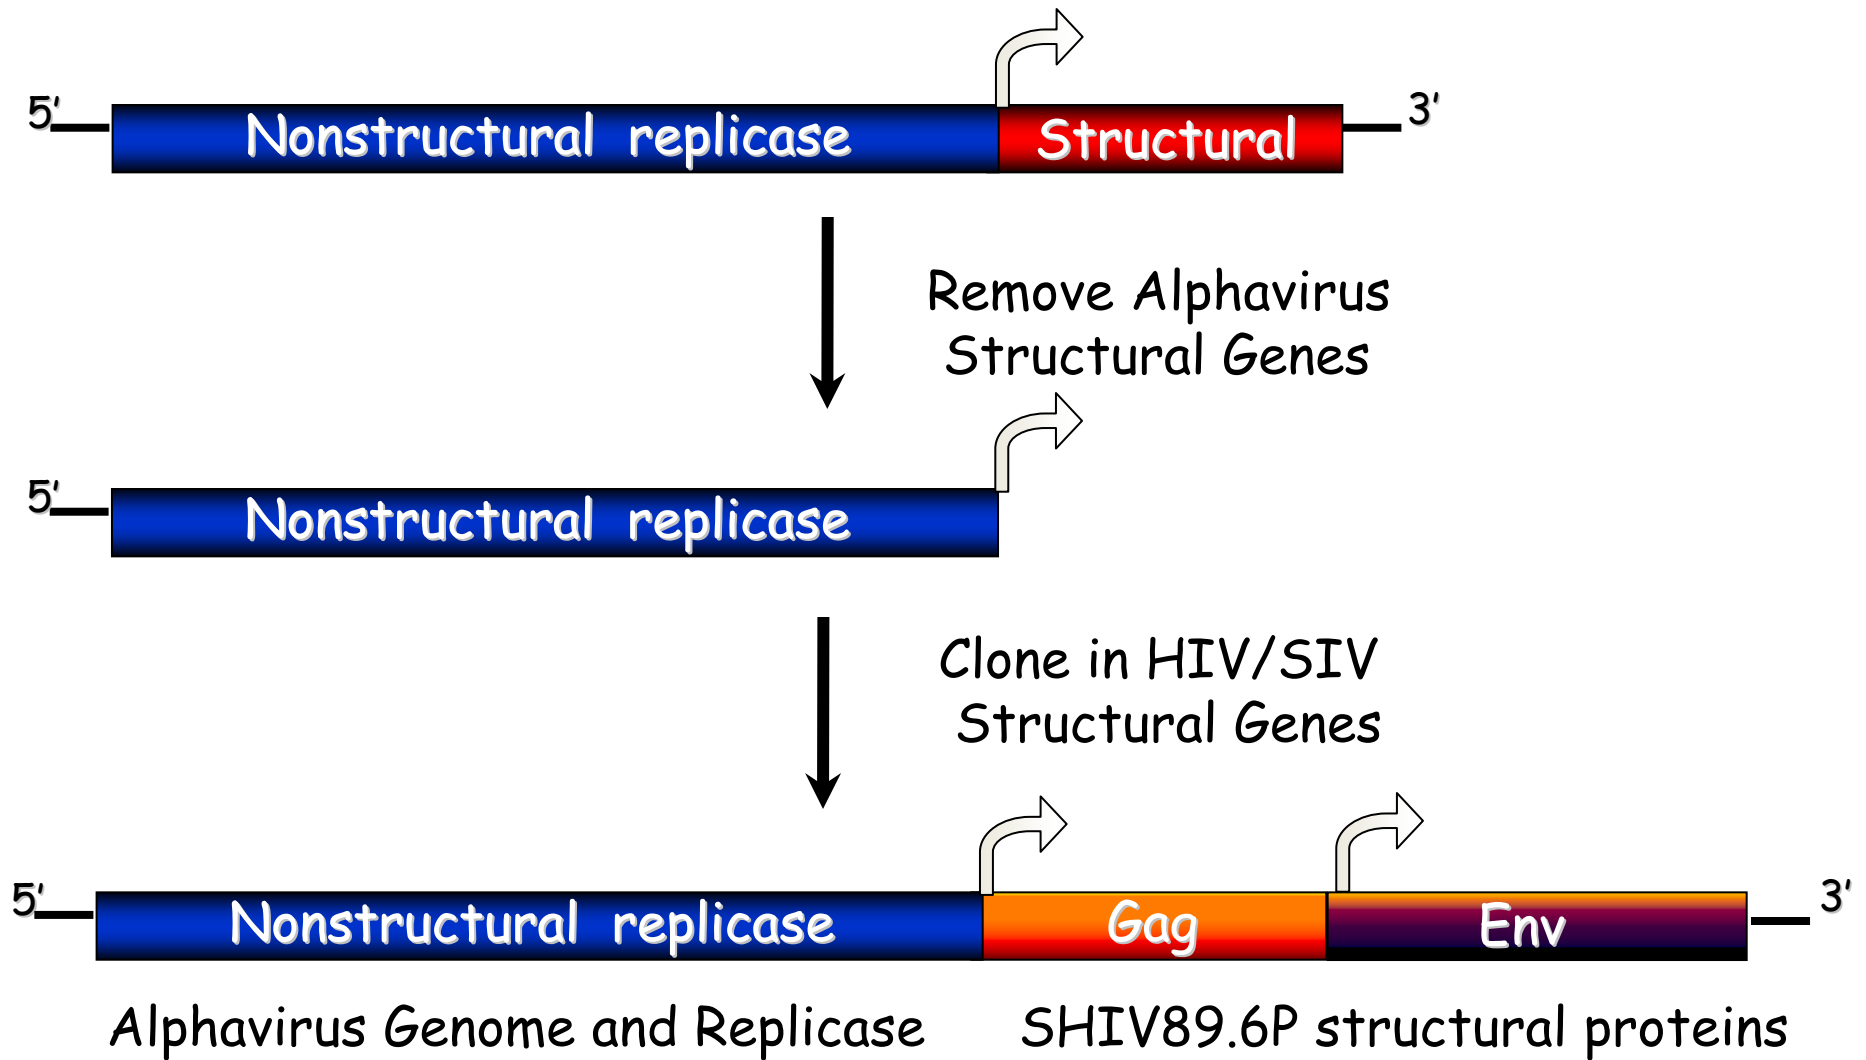 5’ Nonstructural replicase Structural 3’
Remove Alphavirus
Structural Genes
5’ Nonstructural replicase
Clone in HIV/SIV
Structural Genes
5’ Nonstructural replicase Gag Env 3’
Alphavirus Genome and Replicase SHIV89.6P structural proteins